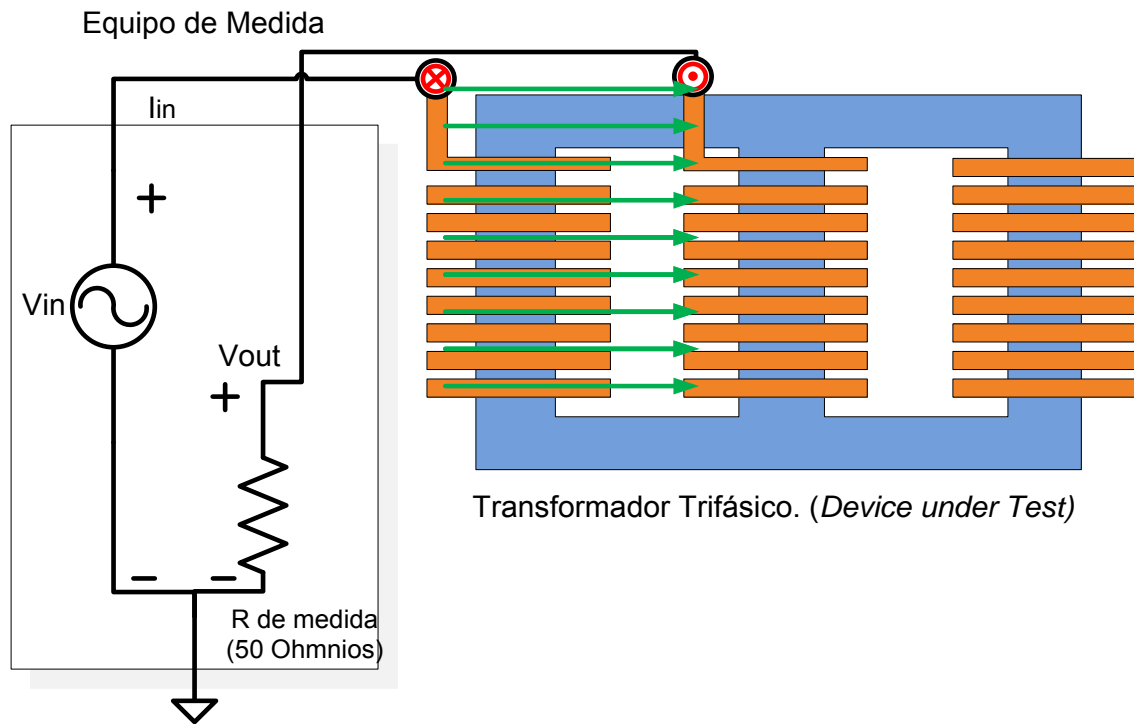 Equipo de Medida
Iin
+
Vin
Vout
+
R de medida
(50 Ohmnios)
Transformador Trifásico. (Device under Test)